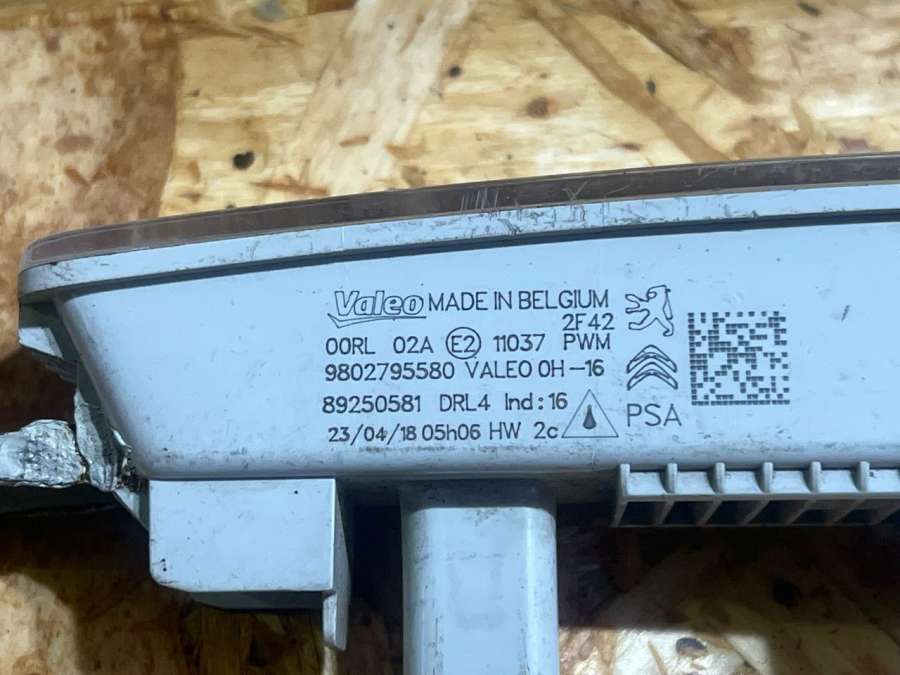 Valeo MADE IN BELGIUM
2F42
00RL 02A E2 11037 PWM
9802795580 VALEO 0H-16
89250581 DRL4 Ind:16
23/04/18 05h06 HW 2c
PSA